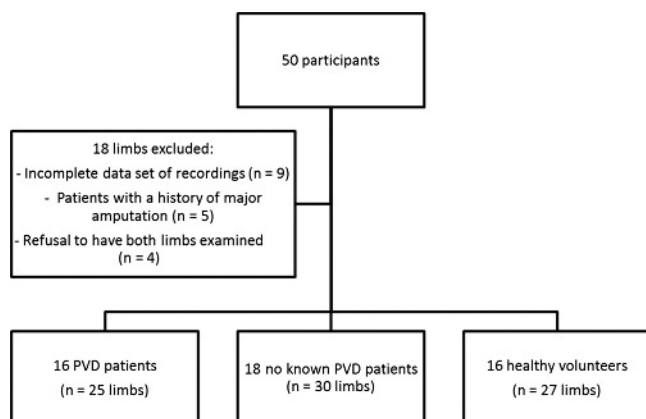 50 participants
18 limbs excluded:
- Incomplete data set of recordings (n = 9)
- Patients with a history of major
amputation (n = 5)
- Refusal to have both limbs examined
(n = 4)
16 PVD patients
(n = 25 limbs)
18 no known PVD patients
(n = 30 limbs)
16 healthy volunteers
(n = 27 limbs)